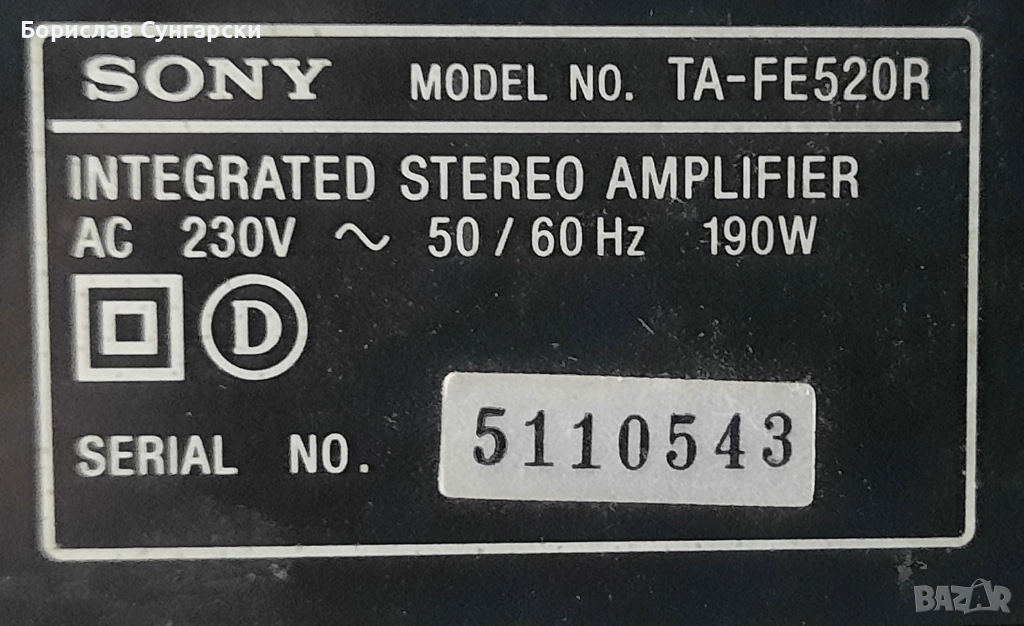 Борислав Сунгарски
SONY MODEL NO. TA-FE520R
INTEGRATED STEREO AMPLIFIER
AC 230V ~ 50 / 60 Hz 190W
D
SERIAL NO. 5110543
BAZAR